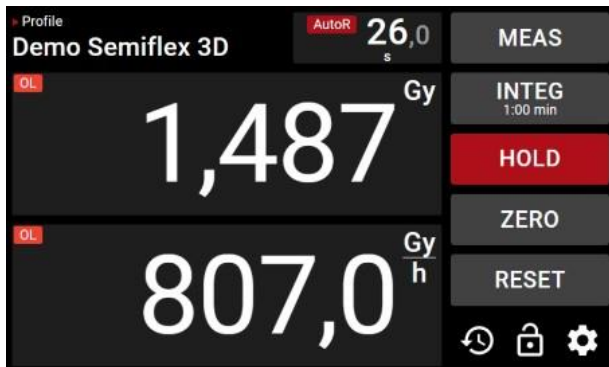 Profile
Demo Semiflex 3D
AutoR
26,0
s
MEAS
OL
1,487
Gy
INTEG
1:00 min
HOLD
OL
807,0
Gy
h
ZERO
RESET